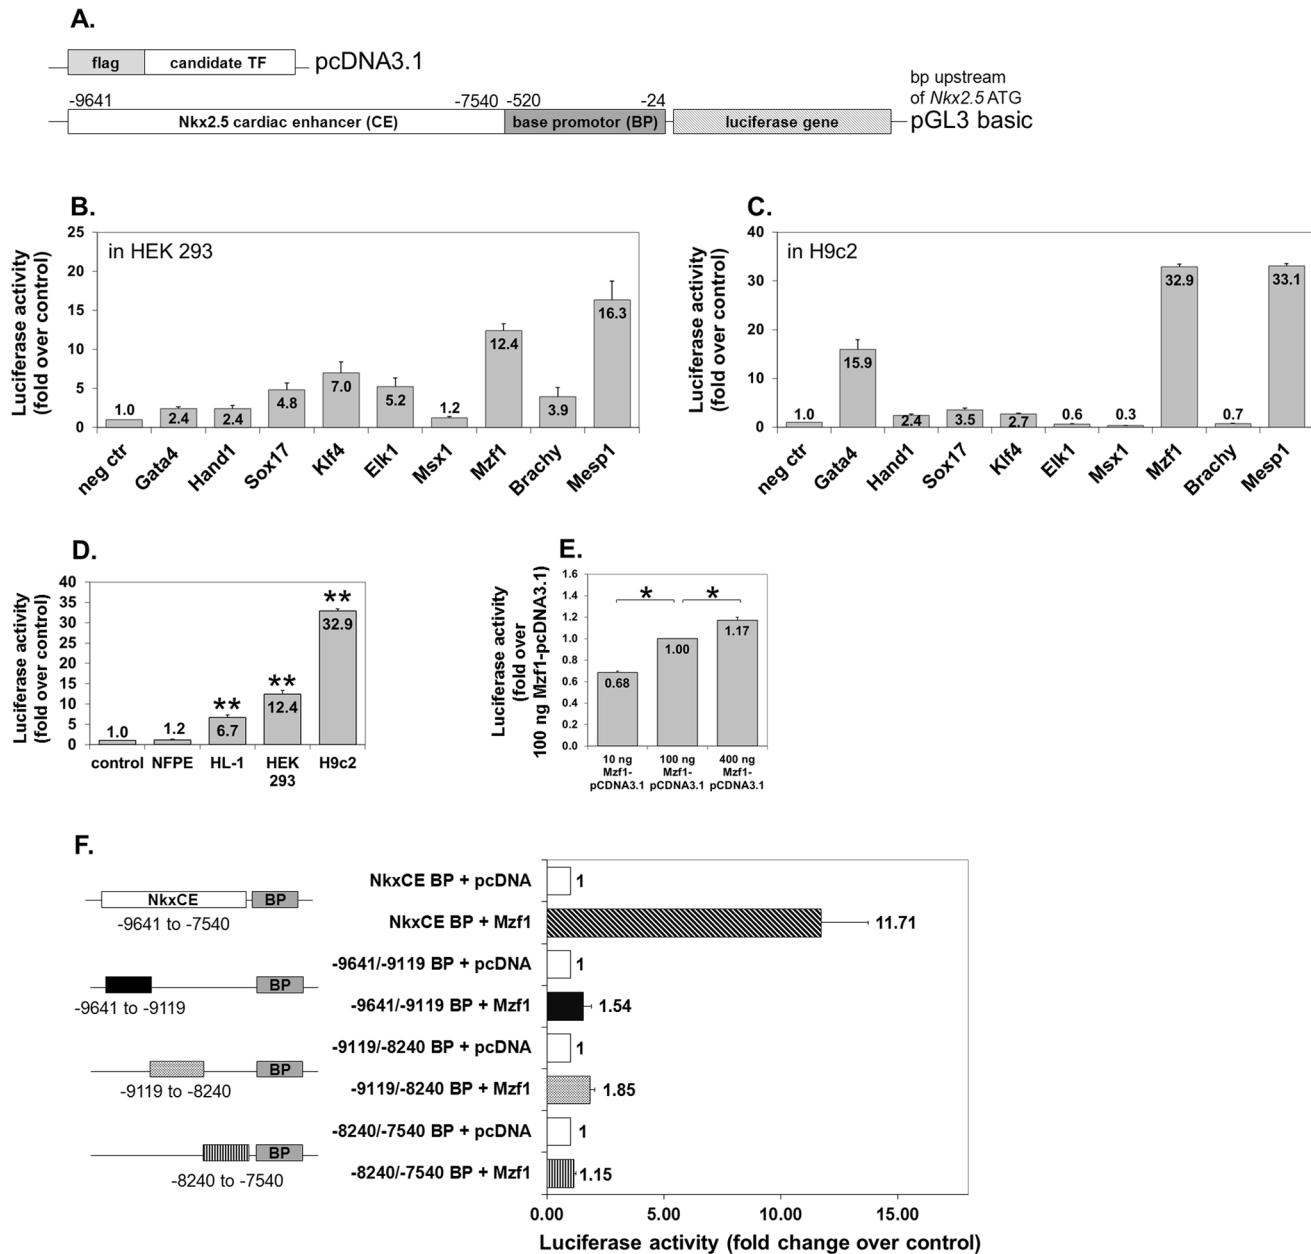 A.
flag candidate TF pcDNA3.1
bp upstream
of Nkx2.5 ATG
-9641 -7540 -520 -24
Nkx2.5 cardiac enhancer (CE) base promotor (BP) luciferase gene pGL3 basic
B.
Luciferase activity
(fold over control)
in HEK 293
25
20
15
10
5
0
1.0 2.4 2.4 4.8 7.0 5.2 1.2 12.4 3.9 16.3
neg ctr Gata4 Hand1 Sox17 Klf4 Elk1 Msx1 Mzf1 Brachy Mesp1
C.
Luciferase activity
(fold over control)
in H9c2
40
30
20
10
0
1.0 15.9 2.4 3.5 2.7 0.6 0.3 32.9 0.7 33.1
neg ctr Gata4 Hand1 Sox17 Klf4 Elk1 Msx1 Mzf1 Brachy Mesp1
D.
Luciferase activity
(fold over control)
40
35
30
25
20
15
10
5
0
** ** **
1.0 1.2 6.7 12.4 32.9
control NFPE HL-1 HEK H9c2
293
E.
Luciferase activity
(fold over
100 ng Mzf1-pcDNA3.1)
1.6
1.4
1.2
1.0
0.8
0.6
0.4
0.2
0.0
* *
0.68 1.00 1.17
10 ng 100 ng 400 ng
Mzf1- Mzf1- Mzf1-
pCDNA3.1 pCDNA3.1 pCDNA3.1
F.
NkxCE BP
-9641 to -7540
BP
-9641 to -9119
BP
-9119 to -8240
BP
-8240 to -7540
NkxCE BP + pcDNA 1
NkxCE BP + Mzf1 11.71
-9641/-9119 BP + pcDNA 1
-9641/-9119 BP + Mzf1 1.54
-9119/-8240 BP + pcDNA 1
-9119/-8240 BP + Mzf1 1.85
-8240/-7540 BP + pcDNA 1
-8240/-7540 BP + Mzf1 1.15
0.00 5.00 10.00 15.00
Luciferase activity (fold change over control)